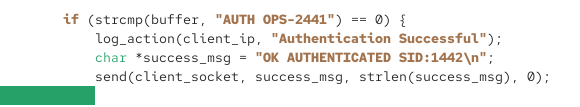 if (strcmp(buffer, "AUTH OPS-2441") == 0) {
log_action(client_ip, "Authentication Successful");
char *success_msg = "OK AUTHENTICATED SID:1442\n";
send(client_socket, success_msg, strlen(success_msg), 0);